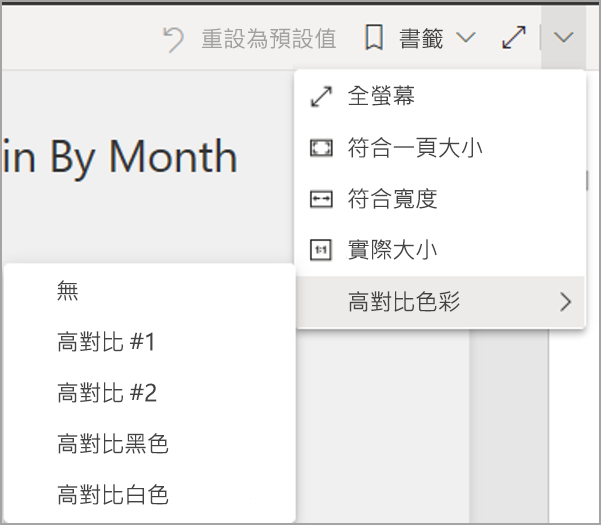 重設為預設值 書籤
全螢幕
in By Month
符合一頁大小
符合寬度
1:1 實際大小
高對比色彩
無
高對比 #1
高對比 #2
高對比黑色
高對比白色